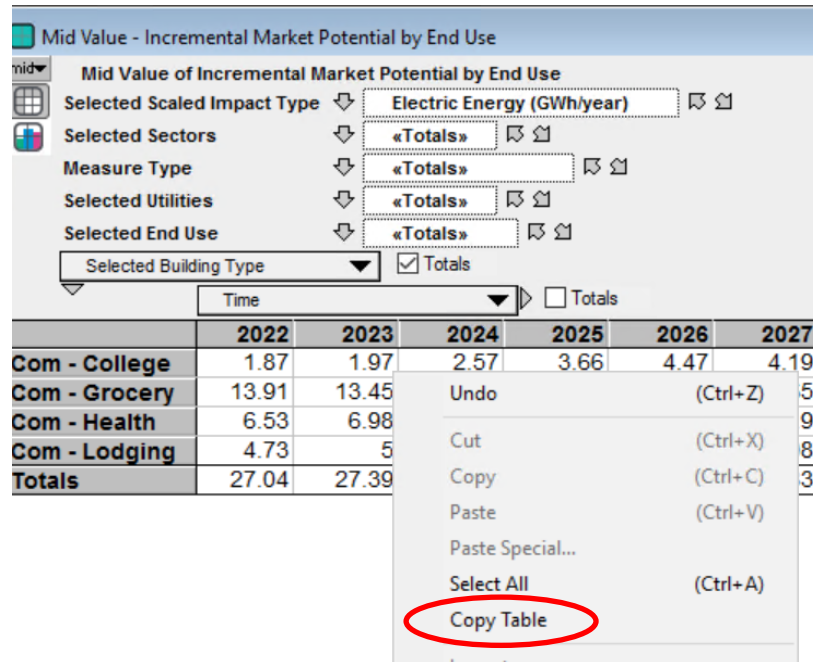 Mid Value - Incremental Market Potential by End Use
mid
Mid Value of Incremental Market Potential by End Use
Selected Scaled Impact Type Electric Energy (GWh/year)
Selected Sectors «Totals»
Measure Type «Totals»
Selected Utilities «Totals»
Selected End Use «Totals»
Selected Building Type Totals
Time Totals
2022 2023 2024 2025 2026 2027
Com - College 1.87 1.97 2.57 3.66 4.47 4.19
Com - Grocery 13.91 13.45
Com - Health 6.53 6.98
Com - Lodging 4.73 5
Totals 27.04 27.39
Undo (Ctrl+Z)
Cut (Ctrl+X)
Copy (Ctrl+C)
Paste (Ctrl+V)
Paste Special...
Select All (Ctrl+A)
Copy Table